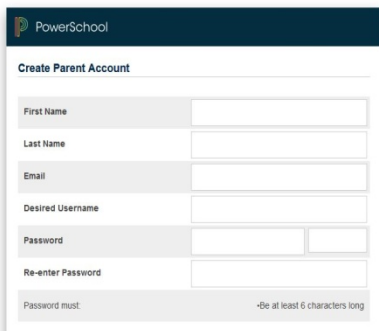 PowerSchool
Create Parent Account
First Name
Last Name
Email
Desired Username
Password
Re-enter Password
Password must: •Be at least 6 characters long